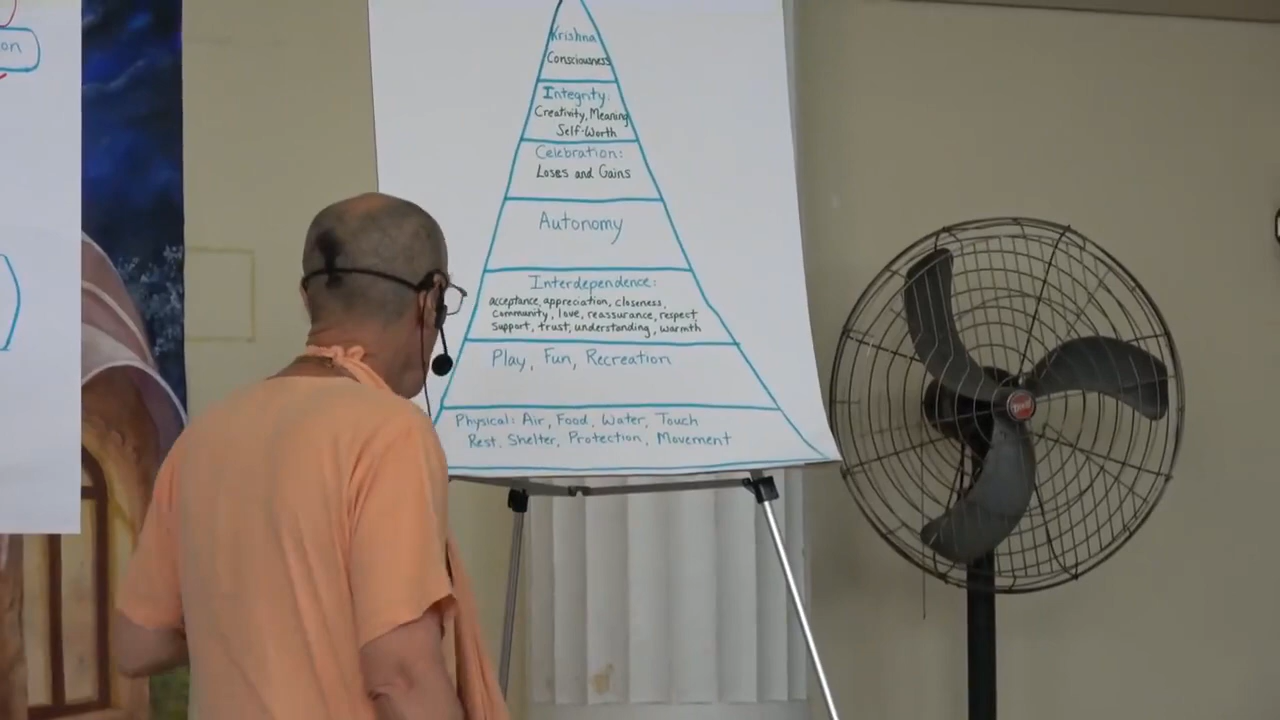 on
Krishna
Consciousness
Integrity:
Creativity, Meaning
Self-Worth
Celebration:
Loses and Gains
Autonomy
Interdependence:
acceptance, appreciation, closeness,
community, love, reassurance, respect
support, trust, understanding, warmth
Play, Fun, Recreation
Physical: Air, Food, Water, Touch
Rest, Shelter, Protection, Movement